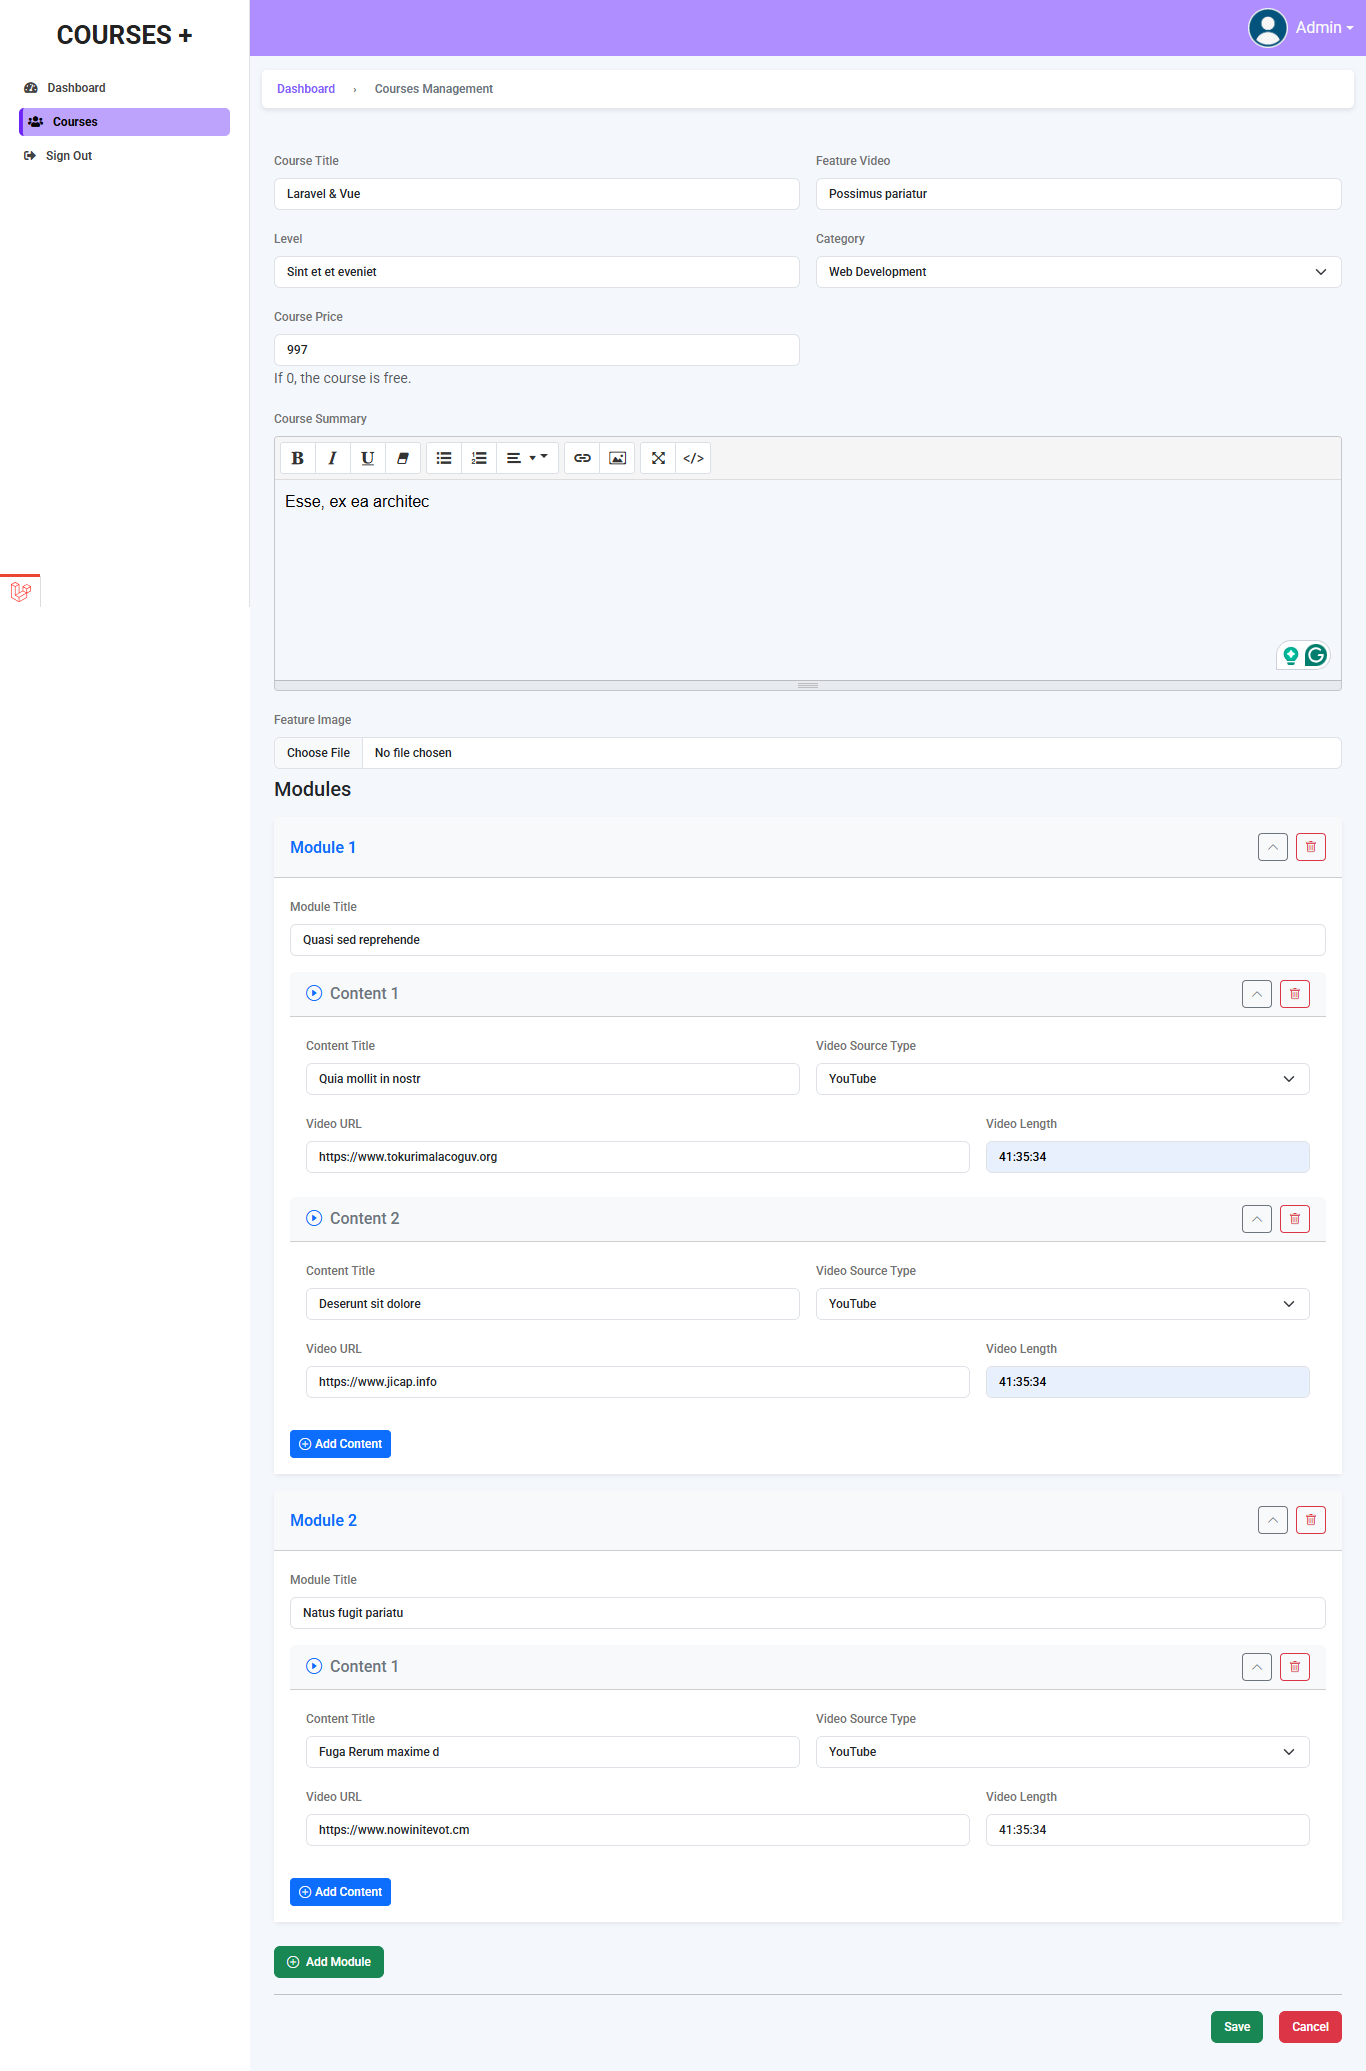 COURSES +
Admin
Dashboard
Courses
Sign Out
Dashboard › Courses Management
Course Title
Feature Video
Laravel & Vue
Possimus pariatur
Level
Category
Sint et et eveniet
Web Development
Course Price
997
If 0, the course is free.
Course Summary
B I U </>
Esse, ex ea architec
Feature Image
Choose File No file chosen
Modules
Module 1
Module Title
Quasi sed reprehende
Content 1
Content Title
Video Source Type
Quia mollit in nostr
YouTube
Video URL
Video Length
https://www.tokurimalacoguv.org
41:35:34
Content 2
Content Title
Video Source Type
Deserunt sit dolore
YouTube
Video URL
Video Length
https://www.jicap.info
41:35:34
Add Content
Module 2
Module Title
Natus fugit pariatu
Content 1
Content Title
Video Source Type
Fuga Rerum maxime d
YouTube
Video URL
Video Length
https://www.nowinitevot.cm
41:35:34
Add Content
Add Module
Save
Cancel